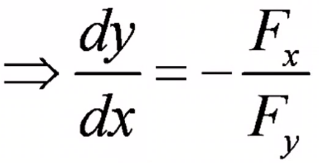 ⇒ dy/dx = − F_x/F_y